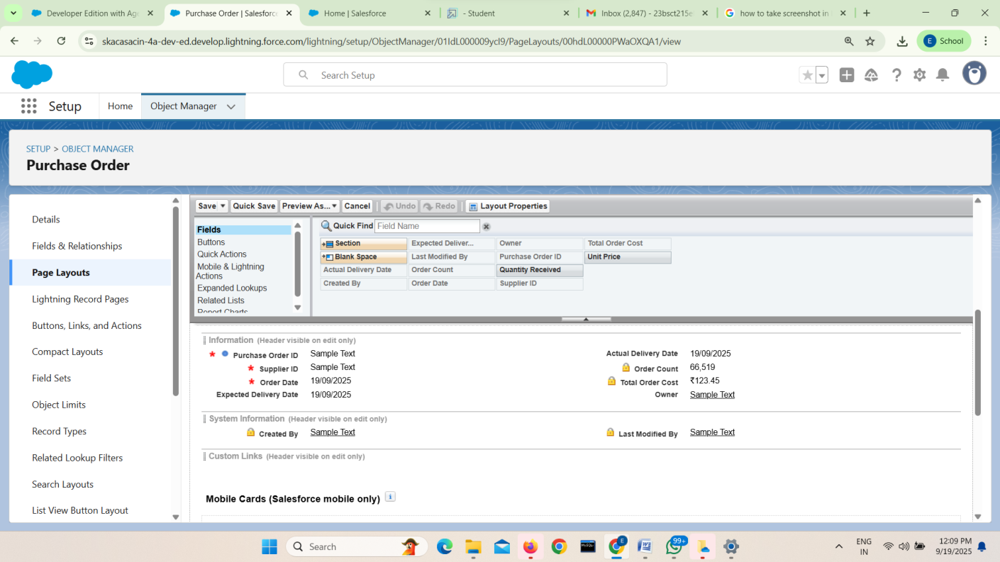 Developer Edition with Age
Purchase Order | Salesforce
Home | Salesforce
- Student
Inbox (2,847) - 23bsct215e
how to take screenshot in
skacasacin-4a-dev-ed.develop.lightning.force.com/lightning/setup/ObjectManager/01IdL000009ycI9/PageLayouts/00hdL00000PWaOXQA1/view
E School
Search Setup
Setup Home Object Manager
SETUP > OBJECT MANAGER
Purchase Order
Details
Fields & Relationships
Page Layouts
Lightning Record Pages
Buttons, Links, and Actions
Compact Layouts
Field Sets
Object Limits
Record Types
Related Lookup Filters
Search Layouts
List View Button Layout
Save Quick Save Preview As... Cancel Undo Redo Layout Properties
Fields
Buttons
Quick Actions
Mobile & Lightning
Actions
Expanded Lookups
Related Lists
Report Charts
Quick Find Field Name
Section Expected Deliver... Owner Total Order Cost
Blank Space Last Modified By Purchase Order ID Unit Price
Actual Delivery Date Order Count Quantity Received
Created By Order Date Supplier ID
Information (Header visible on edit only)
Purchase Order ID Sample Text Actual Delivery Date 19/09/2025
Supplier ID Sample Text Order Count 66,519
Order Date 19/09/2025 Total Order Cost ₹123.45
Expected Delivery Date 19/09/2025 Owner Sample Text
System Information (Header visible on edit only)
Created By Sample Text Last Modified By Sample Text
Custom Links (Header visible on edit only)
Mobile Cards (Salesforce mobile only) i
Search
MySQL
E
99+
ENG
IN
12:09 PM
9/19/2025